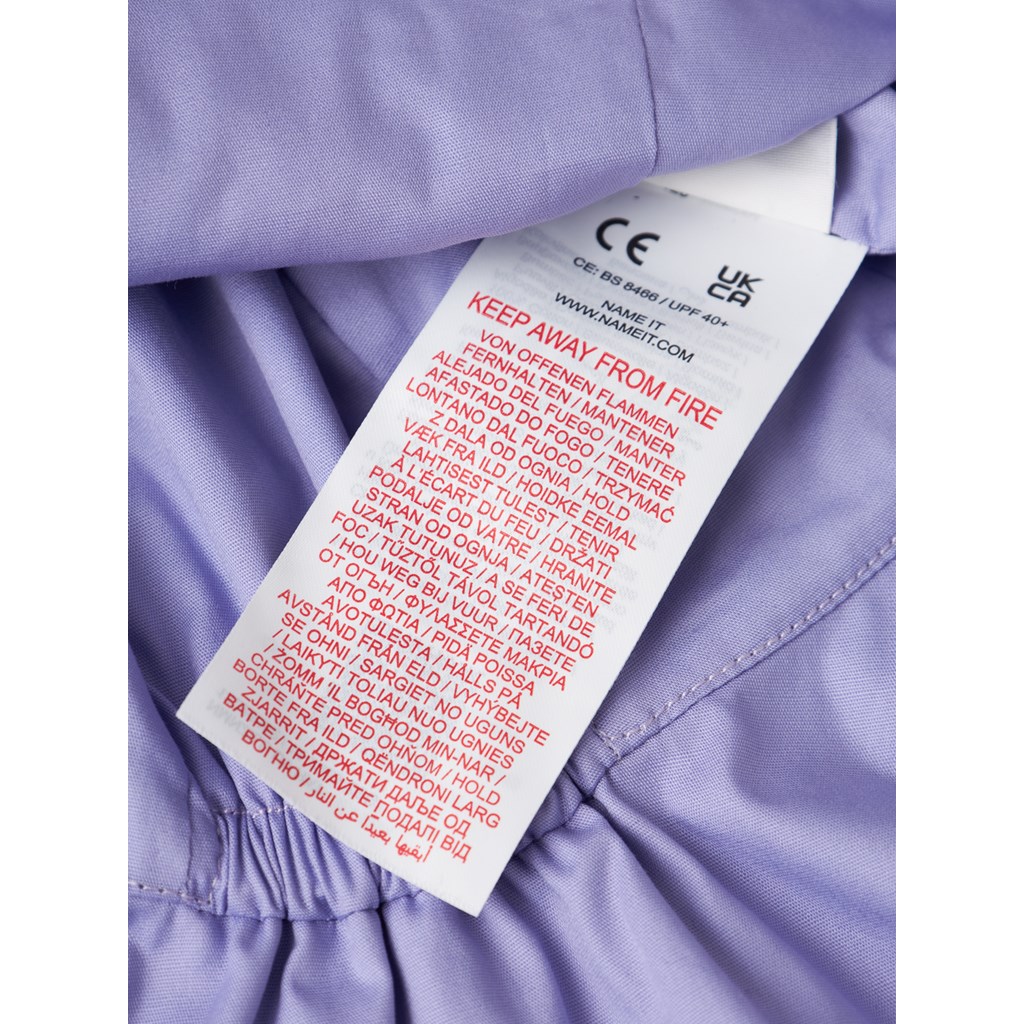 CE
UK
CA
CE: BS 8466 / UPF 40+
NAME IT
WWW.NAMEIT.COM
KEEP AWAY FROM FIRE
VON OFFENEN FLAMMEN
FERNHALTEN / MANTENER
ALEJADO DEL FUEGO / MANTER
AFASTADO DO FOGO / TENERE
LONTANO DAL FUOCO / TRZYMAĆ
Z DALA OD OGNIA / HOLD
VÆK FRA ILD / HOIDKE EEMAL
LAHTISEST TULEST / TENIR
À L'ÉCART DU FEU / DRŽATI
PODALJE OD VATRE / HRANITE
STRAN OD OGNJA / ATEŞTEN
UZAK TUTUNUZ / A SE FERI DE
FOC / TŰZTŐL TÁVOL TARTANDÓ
/ HOU WEG BIJ VUUR / ПАЗЕТЕ
ОТ ОГЪН / ΦΥΛΑΣΣΕΤΕ ΜΑΚΡΙΑ
ΑΠΟ ΦΩΤΙΑ / PIDÄ POISSA
AVOTULESTA / HÅLLS PÅ
AVSTÅND FRÅN ELD / VYHÝBEJTE
SE OHNI / SARGIET NO UGUNS
/ LAIKYTI TOLIAU NUO UGNIES
/ ŻOMM 'IL BOGĦOD MIN-NAR /
CHRÁŇTE PRED OHŇOM / HOLD
BORTE FRA ILD / QËNDRONI LARG
ZJARRIT / ДРЖАТИ ДАЉЕ ОД
ВАТРЕ / ТРИМАЙТЕ ПОДАЛІ ВІД
ВОГНЮ / أبقيها بعيدًا عن النار